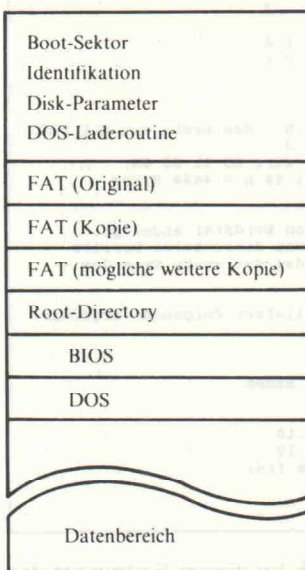 Boot-Sektor
Identifikation
Disk-Parameter
DOS-Laderoutine
FAT (Original)
FAT (Kopie)
FAT (mögliche weitere Kopie)
Root-Directory
BIOS
DOS
Datenbereich